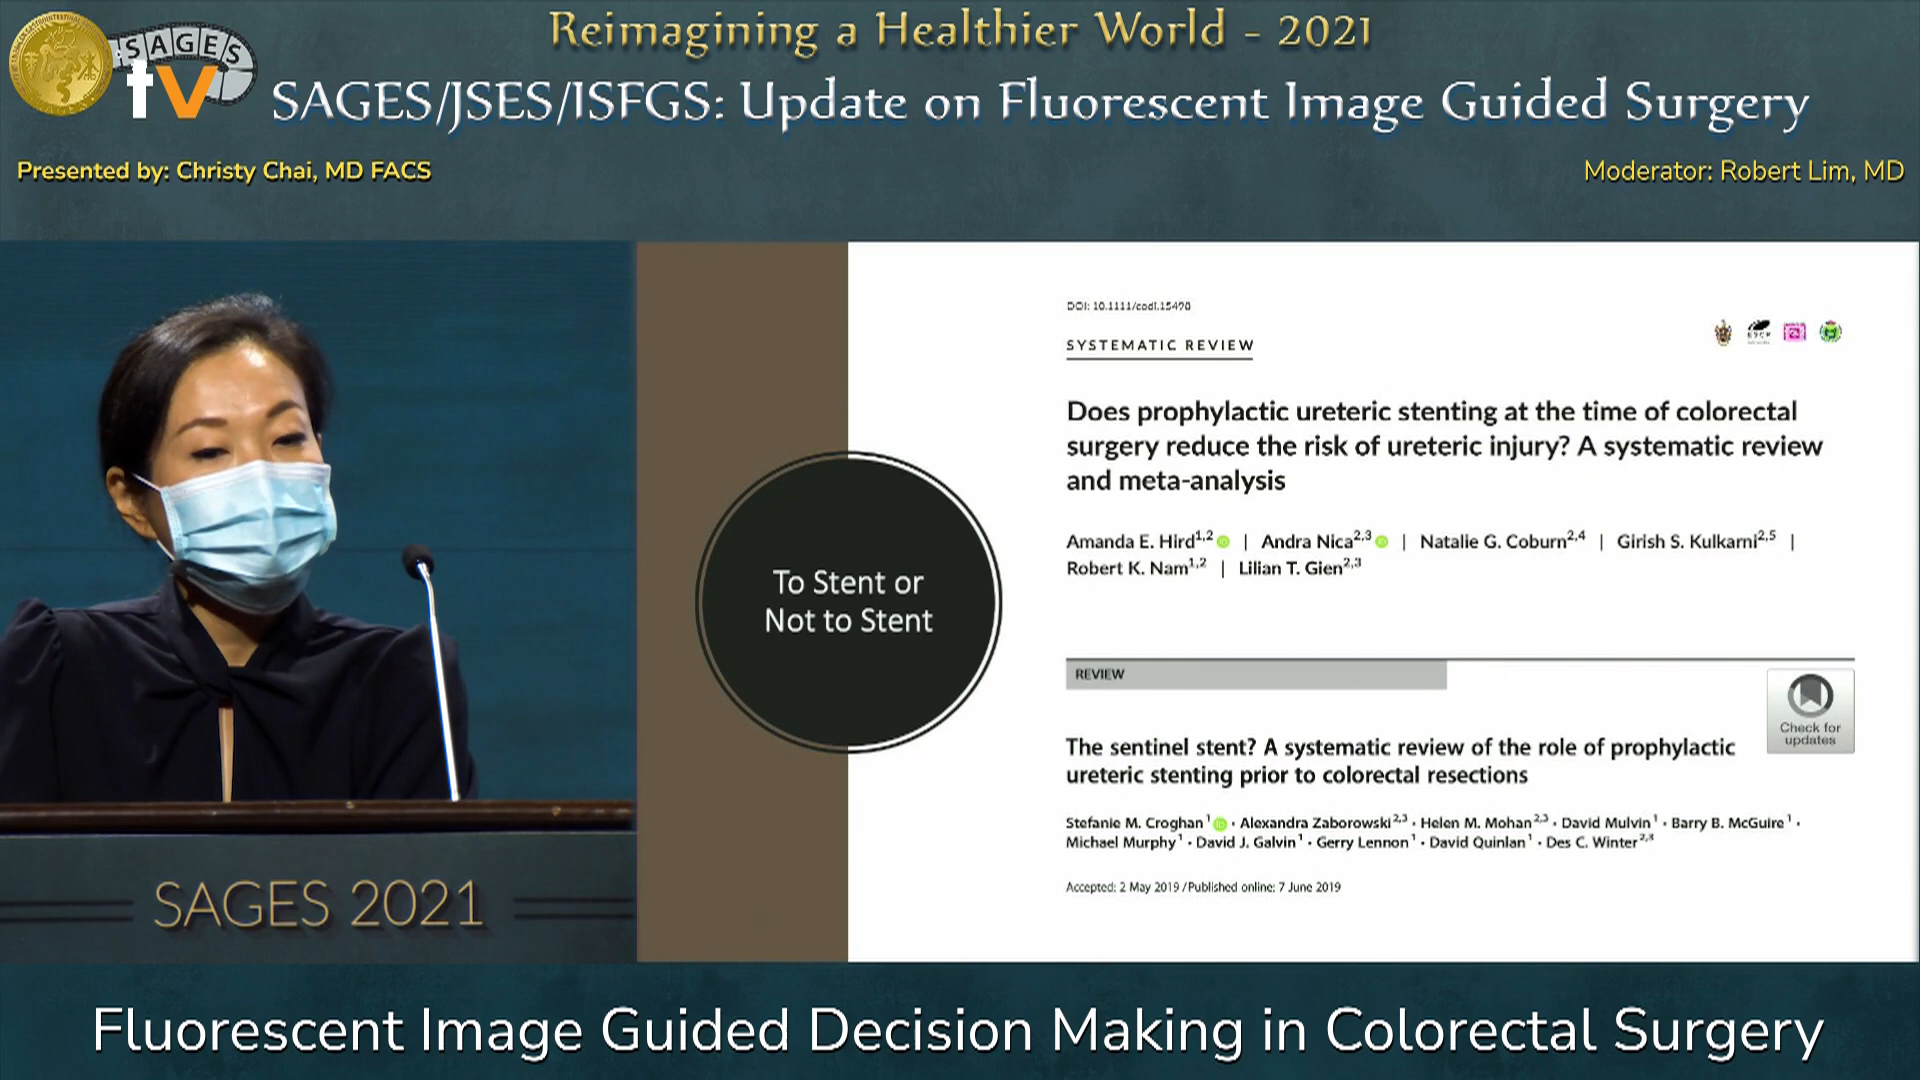 Reimagining a Healthier World - 2021
SAGES
tv
SAGES/JSES/ISFGS: Update on Fluorescent Image Guided Surgery
Presented by: Christy Chai, MD FACS
Moderator: Robert Lim, MD
DOI: 10.1111/codi.15498
SYSTEMATIC REVIEW
Does prophylactic ureteric stenting at the time of colorectal
surgery reduce the risk of ureteric injury? A systematic review
and meta-analysis
Amanda E. Hird1,2 | Andra Nica2,3 | Natalie G. Coburn2,4 | Girish S. Kulkarni2,5 |
Robert K. Nam1,2 | Lilian T. Gien2,3
To Stent or
Not to Stent
REVIEW
Check for
updates
The sentinel stent? A systematic review of the role of prophylactic
ureteric stenting prior to colorectal resections
Stefanie M. Croghan1 · Alexandra Zaborowski2,3 · Helen M. Mohan2,3 · David Mulvin1 · Barry B. McGuire1 ·
Michael Murphy1 · David J. Galvin1 · Gerry Lennon1 · David Quinlan1 · Des C. Winter2,3
Accepted: 2 May 2019 / Published online: 7 June 2019
SAGES 2021
Fluorescent Image Guided Decision Making in Colorectal Surgery